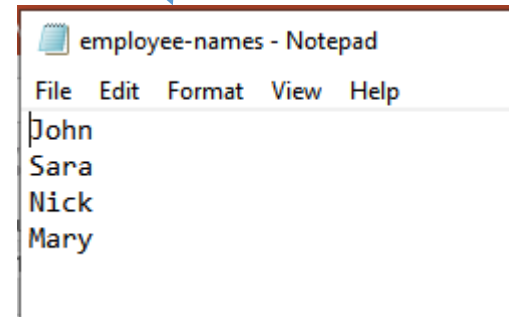 employee-names - Notepad
File Edit Format View Help
John
Sara
Nick
Mary